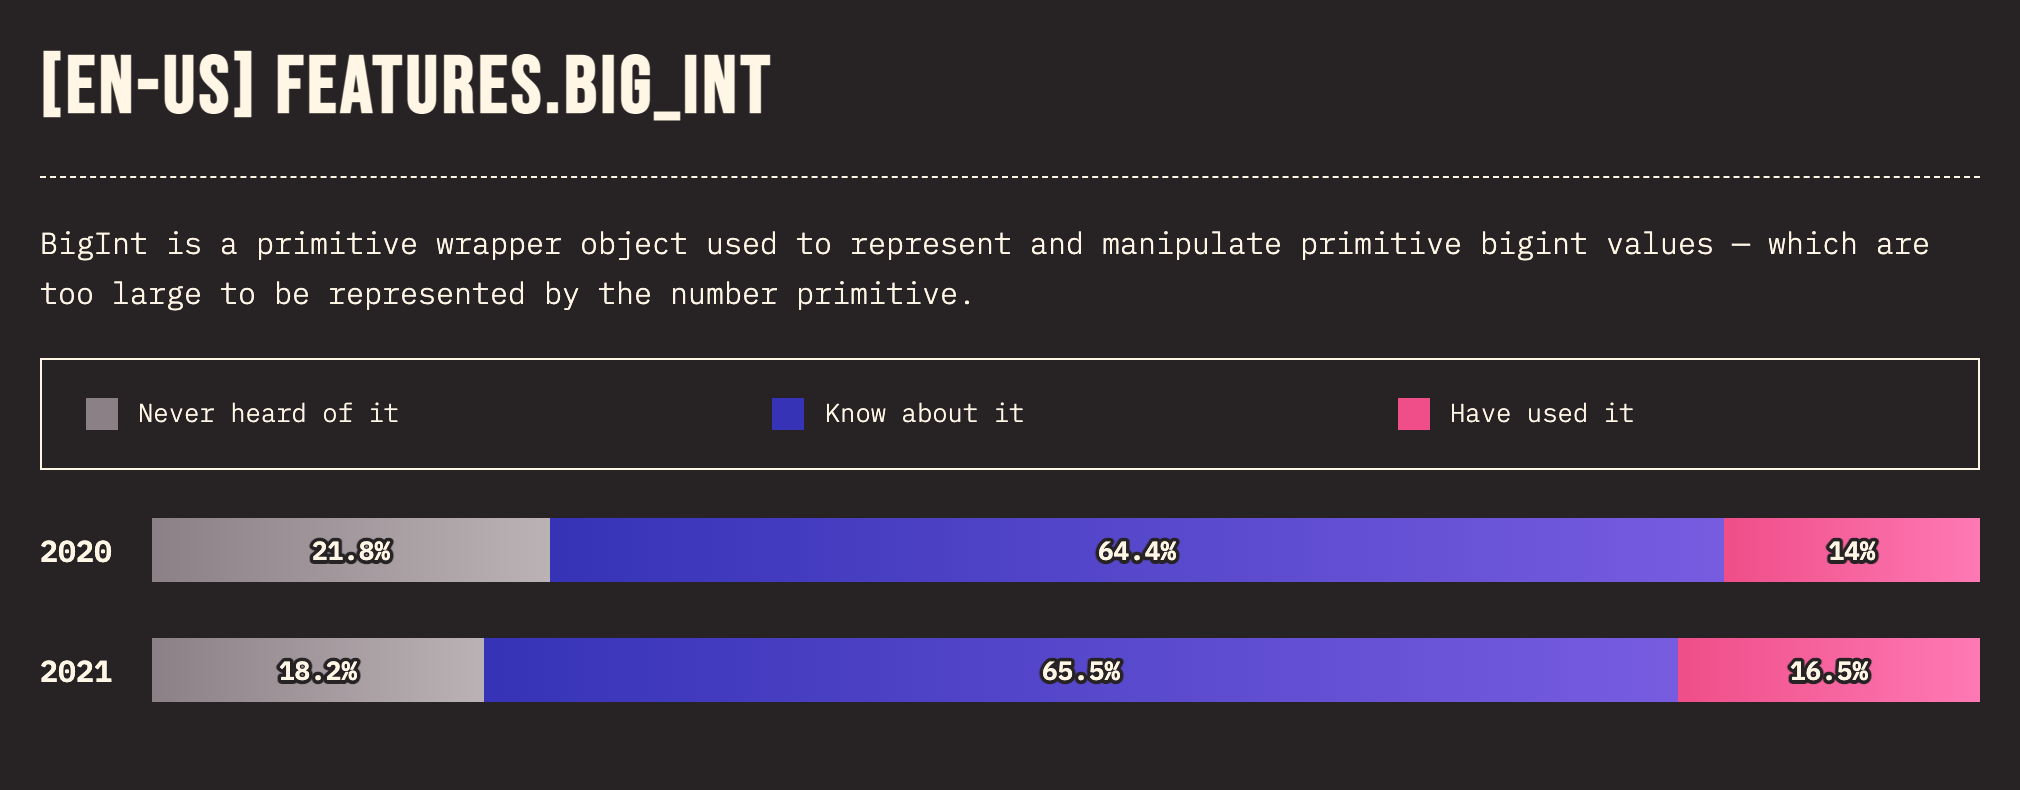 [EN-US] FEATURES.BIG_INT
BigInt is a primitive wrapper object used to represent and manipulate primitive bigint values — which are
too large to be represented by the number primitive.
Never heard of it Know about it Have used it
2020 21.8% 64.4% 14%
2021 18.2% 65.5% 16.5%